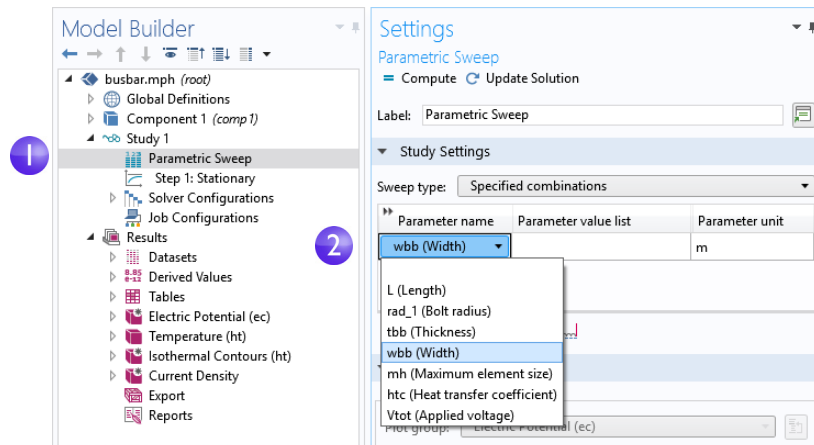 Model Builder
busbar.mph (root)
Global Definitions
Component 1 (comp1)
Study 1
1
Parametric Sweep
Step 1: Stationary
Solver Configurations
Job Configurations
Results
Datasets
8.85
e-12
Derived Values
Tables
Electric Potential (ec)
Temperature (ht)
Isothermal Contours (ht)
Current Density
Export
Reports
Settings
Parametric Sweep
= Compute Update Solution
Label: Parametric Sweep
Study Settings
Sweep type: Specified combinations
Parameter name Parameter value list Parameter unit
2
wbb (Width) m
L (Length)
rad_1 (Bolt radius)
tbb (Thickness)
wbb (Width)
mh (Maximum element size)
htc (Heat transfer coefficient)
Vtot (Applied voltage)
Plot group: Electric Potential (ec)